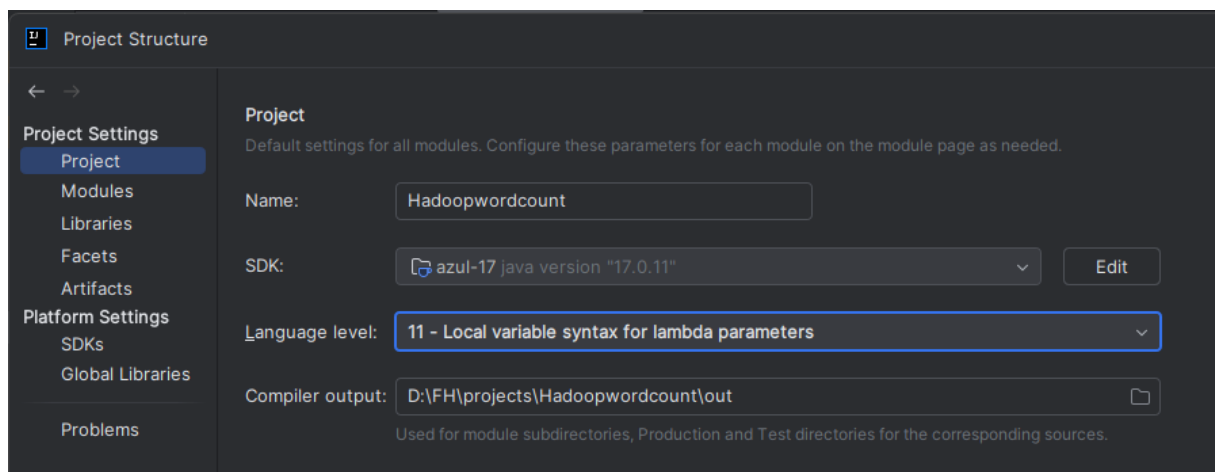 Project Structure
Project Settings
Project
Modules
Libraries
Facets
Artifacts
Platform Settings
SDKs
Global Libraries
Problems
Project
Default settings for all modules. Configure these parameters for each module on the module page as needed.
Name: Hadoopwordcount
SDK: azul-17 java version "17.0.11" Edit
Language level: 11 - Local variable syntax for lambda parameters
Compiler output: D:\FH\projects\Hadoopwordcount\out
Used for module subdirectories, Production and Test directories for the corresponding sources.